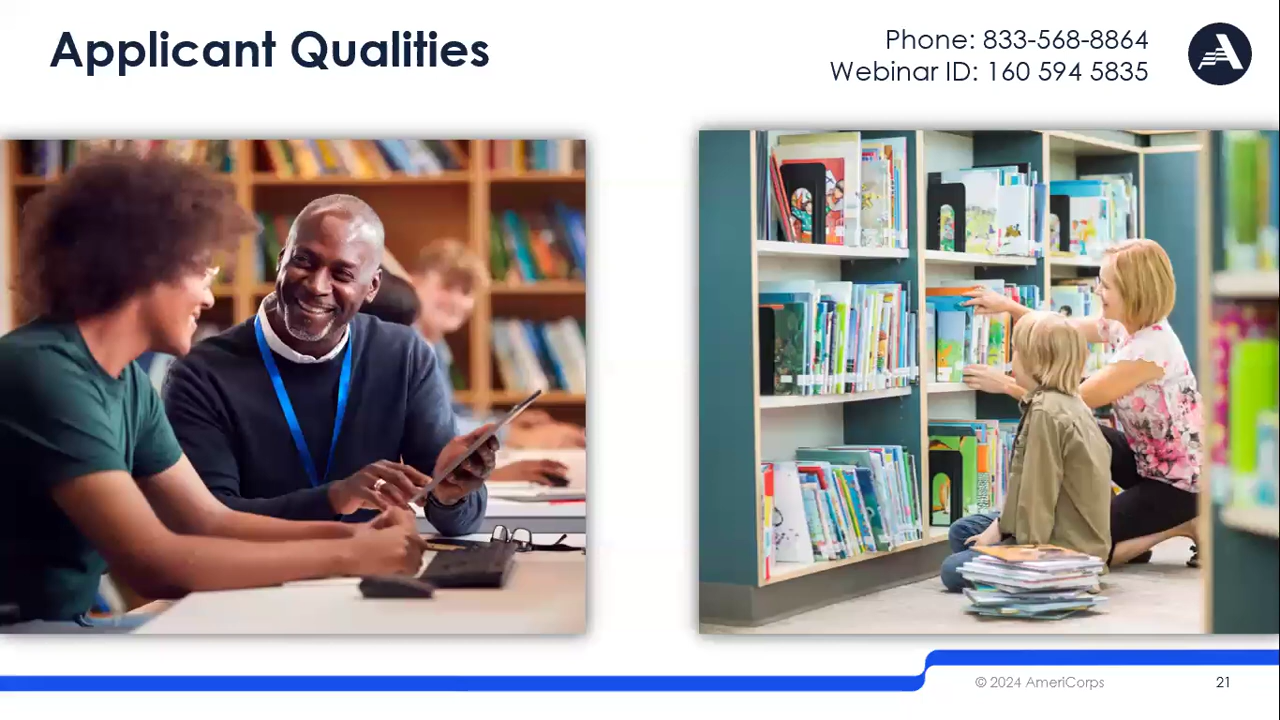 Applicant Qualities
Phone: 833-568-8864
Webinar ID: 160 594 5835
© 2024 AmeriCorps
21